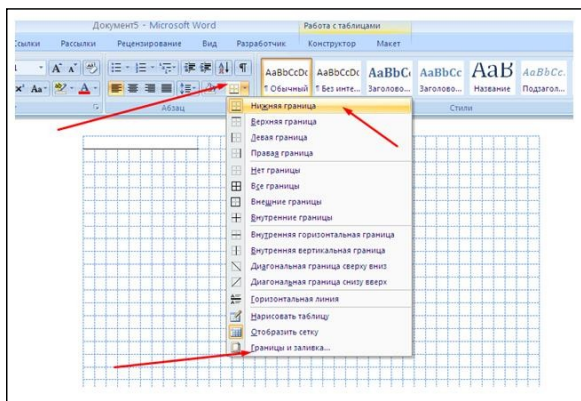 Документ5 - Microsoft Word
Работа с таблицами
Ссылки Рассылки Рецензирование Вид Разработчик Конструктор Макет
AaBbCcDc AaBbCcDc AaBbCc AaBbCc AaB AaBbCc.
¶ Обычный ¶ Без инте... Заголово... Заголово... Название Подзагол...
Абзац
Стили
Нижняя граница
Верхняя граница
Левая граница
Правая граница
Нет границы
Все границы
Внешние границы
Внутренние границы
Внутренняя горизонтальная граница
Внутренняя вертикальная граница
Диагональная граница сверху вниз
Диагональная граница снизу вверх
Горизонтальная линия
Нарисовать таблицу
Отобразить сетку
Границы и заливка...